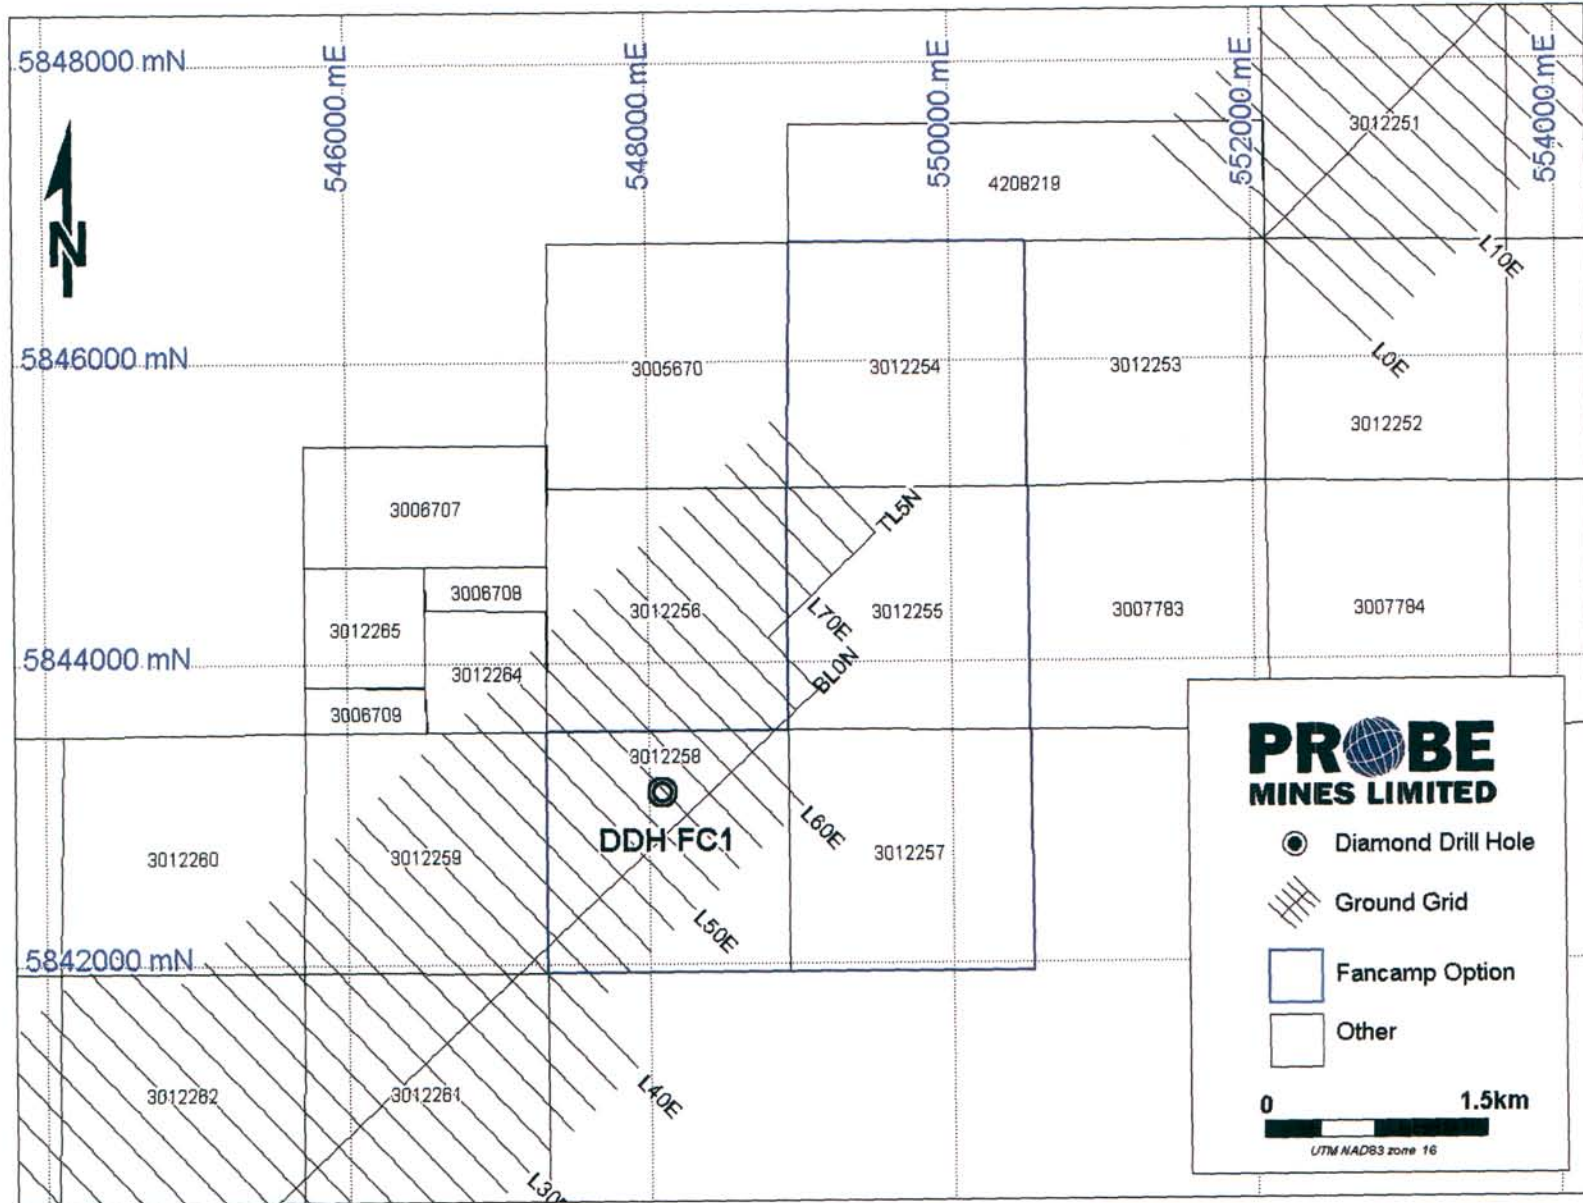 5848000 mN
546000 mE
548000 mE
550000 mE
552000 mE
554000 mE
3012251
4208219
N
L10E
5846000 mN
3005670
3012254
3012253
L0E
3012252
3006707
TL5N
3006708
3012256
L70E
3012255
3007783
3007784
3012265
5844000 mN
3012264
BL0N
3006709
3012258
DDH FC1
L60E
3012260
3012259
3012257
L50E
5842000 mN
3012262
3012261
L40E
L30E
PROBE
MINES LIMITED
Diamond Drill Hole
Ground Grid
Fancamp Option
Other
0 1.5km
UTM NAD83 zone 16